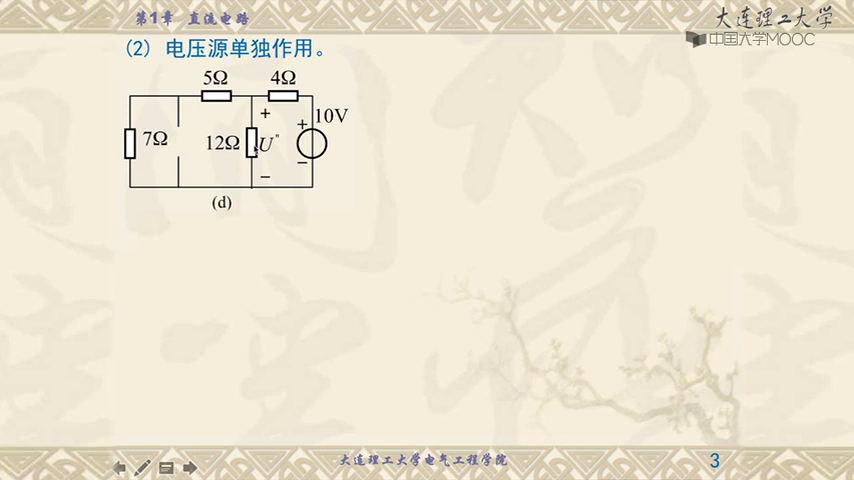 第1章 直流电路
大连理工大学
中国大学MOOC
(2) 电压源单独作用。
5Ω 4Ω
+ + 10V
7Ω 12Ω U"
− −
(d)
大连理工大学电气工程学院 3